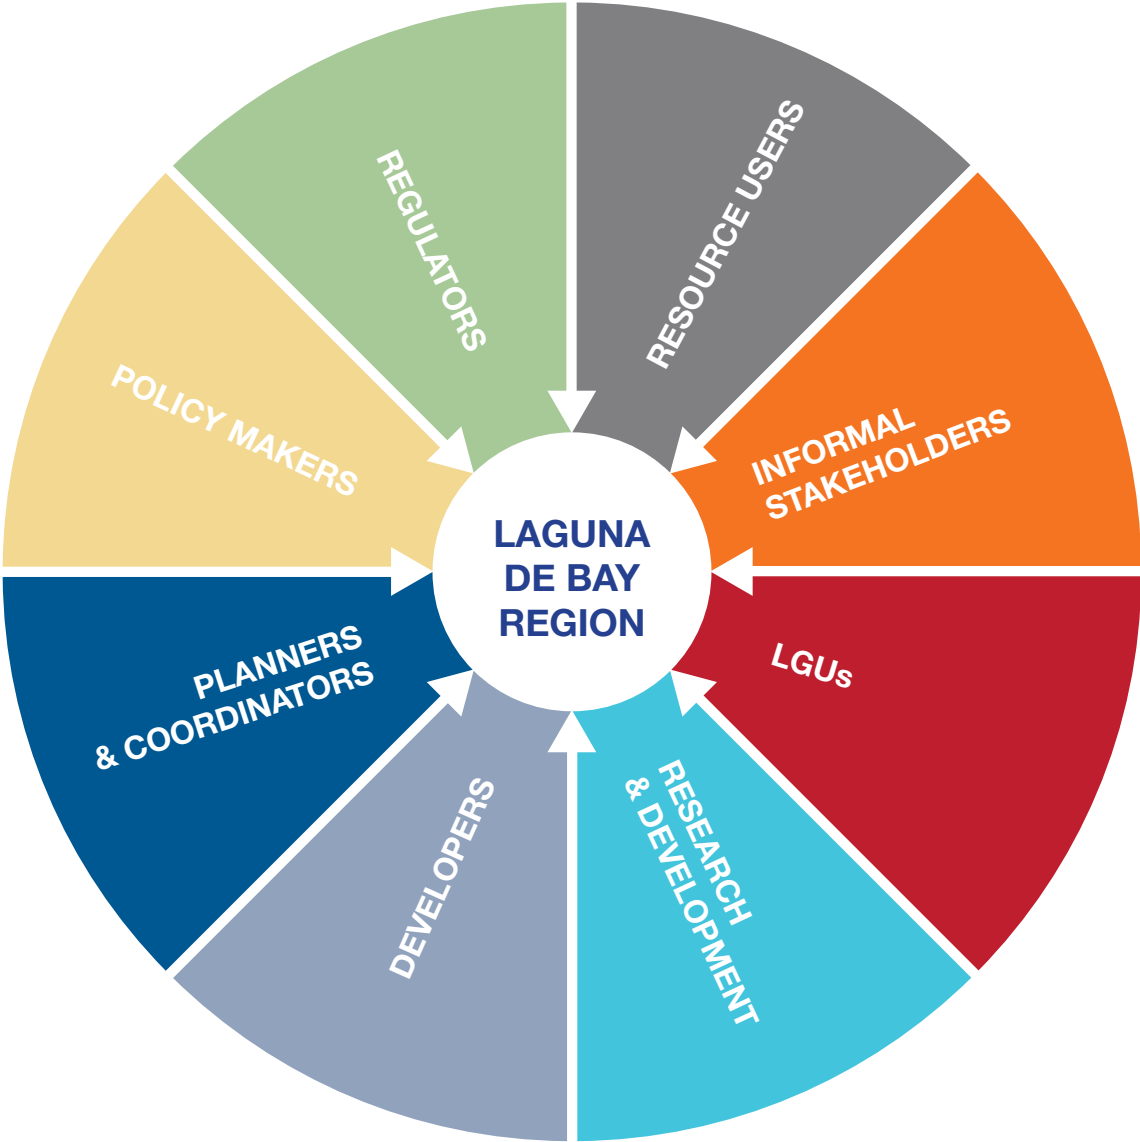 REGULATORS
RESOURCE USERS
INFORMAL
STAKEHOLDERS
LGUs
RESEARCH
& DEVELOPMENT
DEVELOPERS
PLANNERS
& COORDINATORS
POLICY MAKERS
LAGUNA
DE BAY
REGION